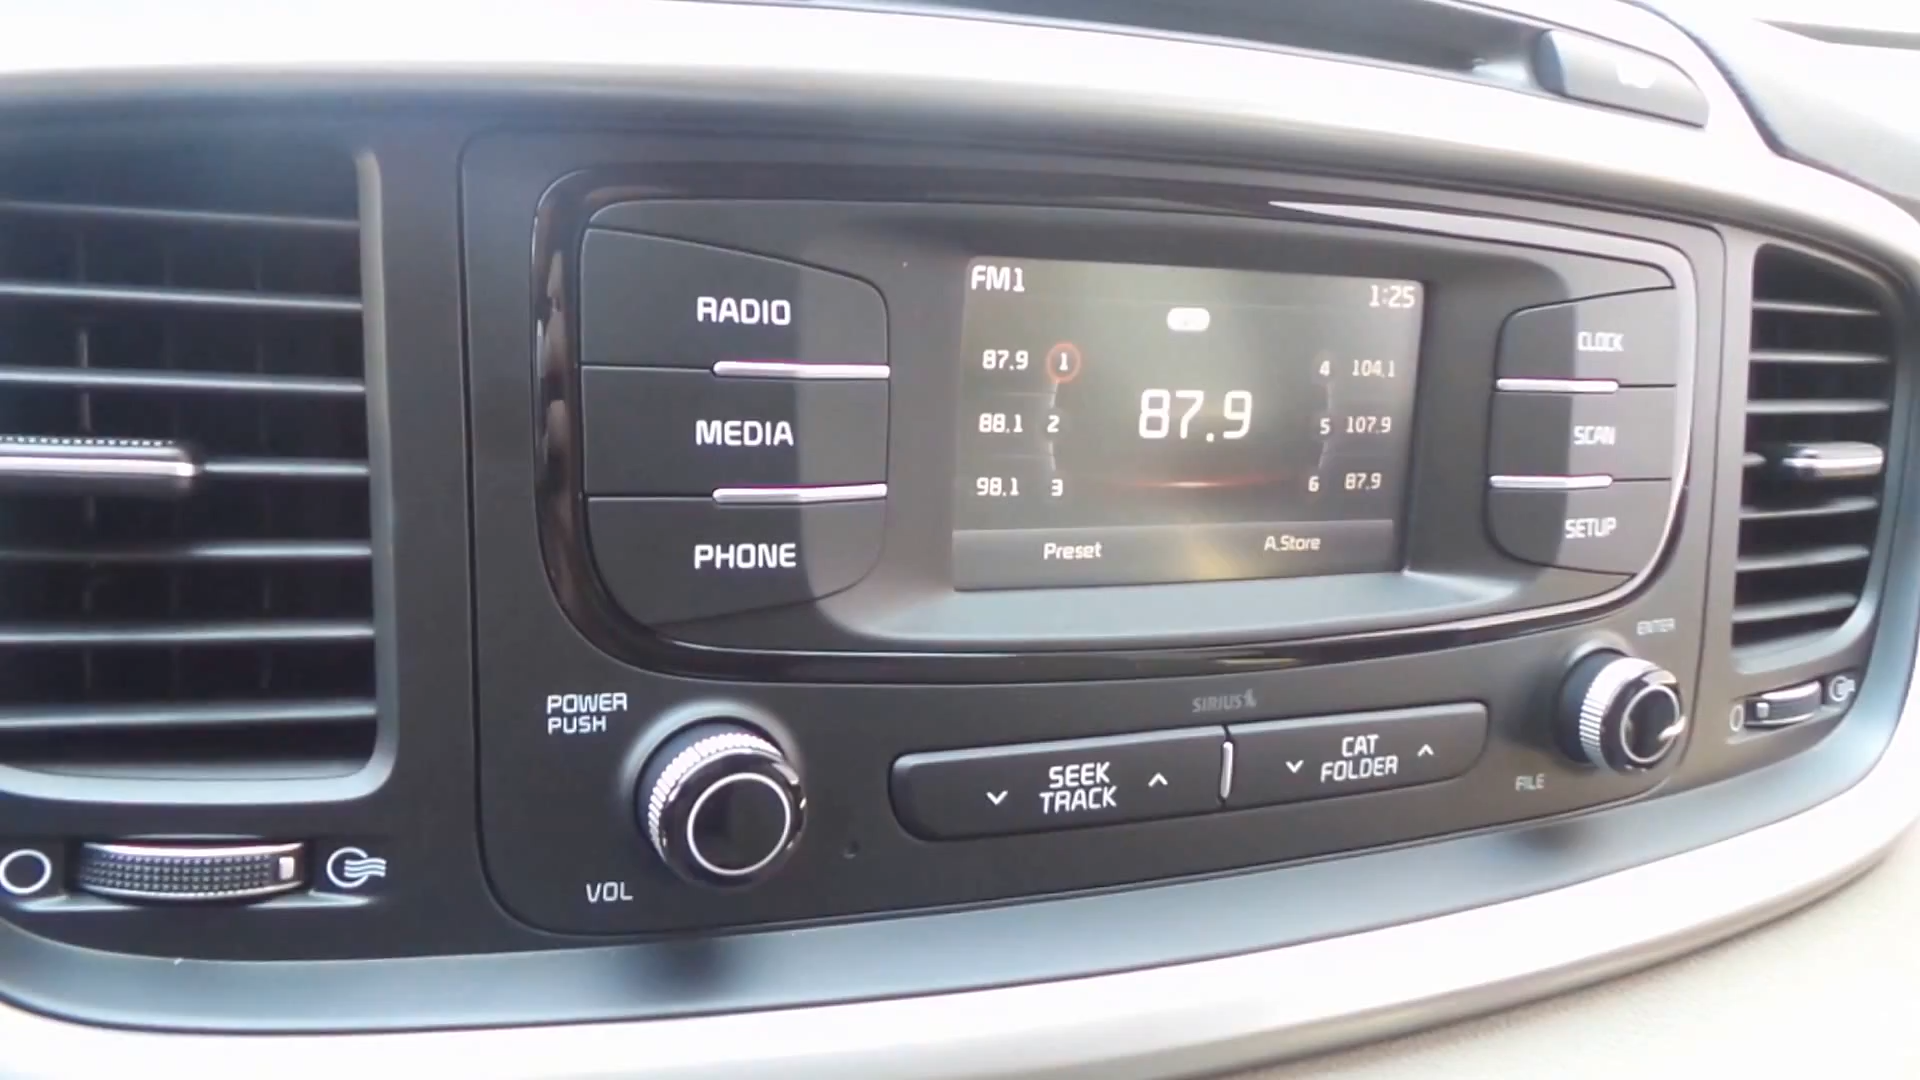 RADIO
MEDIA
PHONE
FM1
1:25
87.9 1
88.1 2
98.1 3
87.9
4 104.1
5 107.9
6 87.9
Preset
A.Store
CLOCK
SCAN
SETUP
POWER
PUSH
VOL
SIRIUS
SEEK
TRACK
CAT
FOLDER
ENTER
FILE